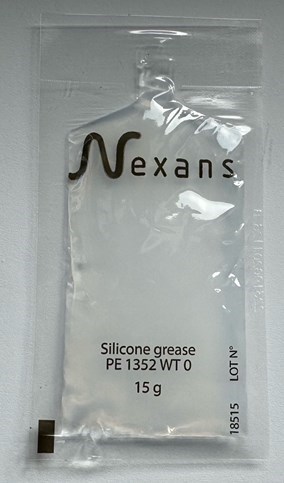 Nexans
Silicone grease
PE 1352 WT 0
15 g
18515 LOT N°